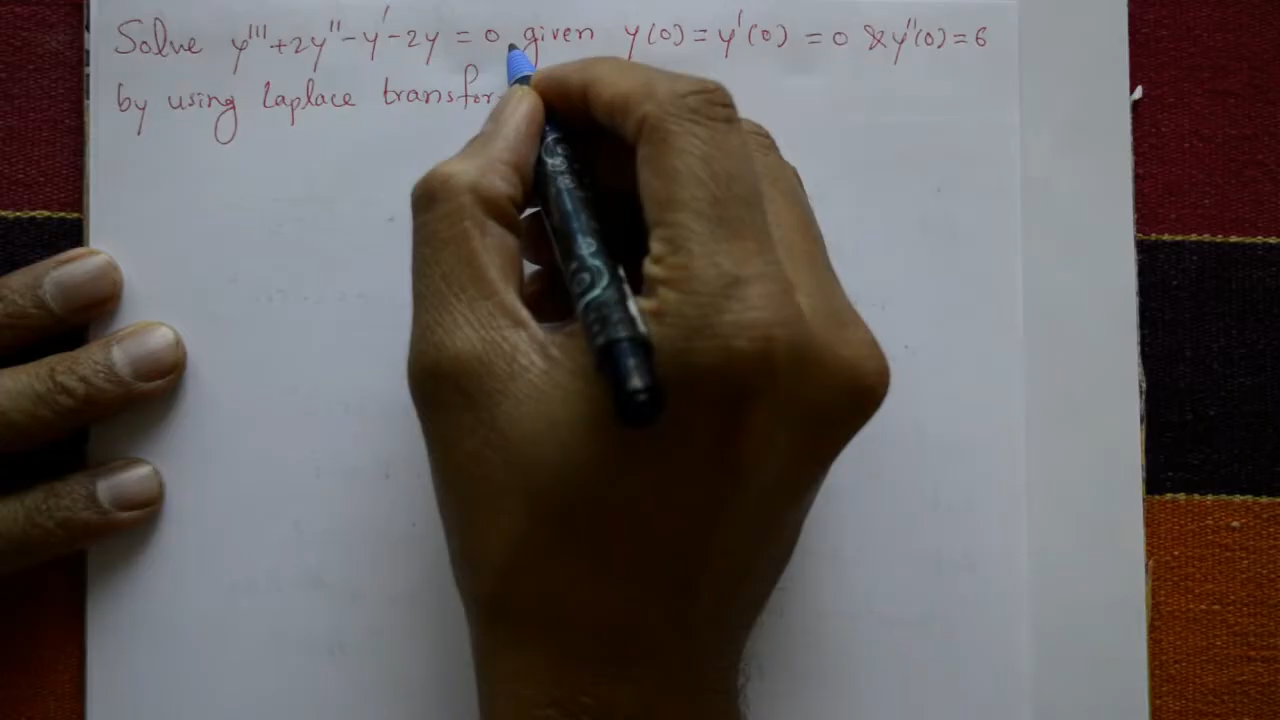 Solve y'''+2y''-y'-2y = 0 given y(0) = y'(0) = 0 & y''(0) = 6
by using Laplace transfor